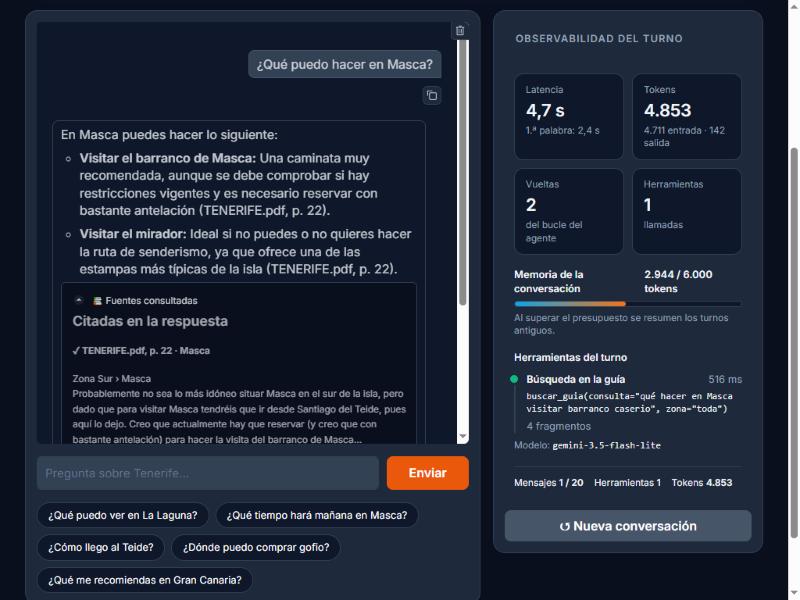 ¿Qué puedo hacer en Masca?
En Masca puedes hacer lo siguiente:
Visitar el barranco de Masca: Una caminata muy
recomendada, aunque se debe comprobar si hay
restricciones vigentes y es necesario reservar con
bastante antelación (TENERIFE.pdf, p. 22).
Visitar el mirador: Ideal si no puedes o no quieres hacer
la ruta de senderismo, ya que ofrece una de las
estampas más típicas de la isla (TENERIFE.pdf, p. 22).
Fuentes consultadas
Citadas en la respuesta
✓ TENERIFE.pdf, p. 22 · Masca
Zona Sur › Masca
Probablemente no sea lo más idóneo situar Masca en el sur de la isla, pero
dado que para visitar Masca tendréis que ir desde Santiago del Teide, pues
aquí lo dejo. Creo que actualmente hay que reservar (y creo que con
bastante antelación) para hacer la visita del barranco de Masca...
Pregunta sobre Tenerife...
Enviar
¿Qué puedo ver en La Laguna?
¿Qué tiempo hará mañana en Masca?
¿Cómo llego al Teide?
¿Dónde puedo comprar gofio?
¿Qué me recomiendas en Gran Canaria?
OBSERVABILIDAD DEL TURNO
Latencia
4,7 s
1.ª palabra: 2,4 s
Tokens
4.853
4.711 entrada · 142
salida
Vueltas
2
del bucle del
agente
Herramientas
1
llamadas
Memoria de la
conversación
2.944 / 6.000
tokens
Al superar el presupuesto se resumen los turnos
antiguos.
Herramientas del turno
Búsqueda en la guía
516 ms
buscar_guia(consulta="qué hacer en Masca
visitar barranco caserio", zona="toda")
4 fragmentos
Modelo: gemini-3.5-flash-lite
Mensajes 1 / 20
Herramientas 1
Tokens 4.853
↺ Nueva conversación